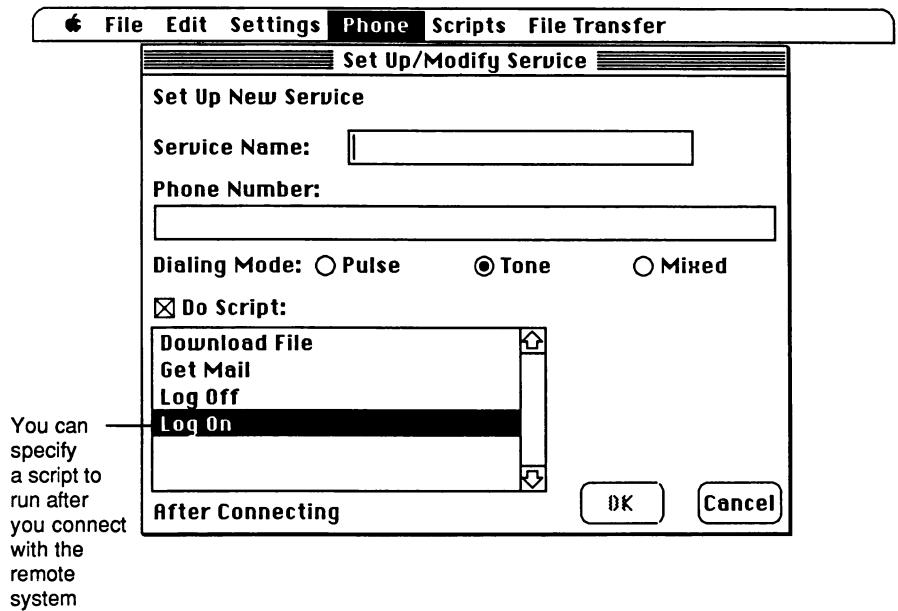 File Edit Settings Phone Scripts File Transfer
Set Up/Modify Service
Set Up New Service
Service Name:
Phone Number:
Dialing Mode: Pulse Tone Mixed
Do Script:
Download File
Get Mail
Log Off
Log On
After Connecting
OK Cancel
You can
specify
a script to
run after
you connect
with the
remote
system